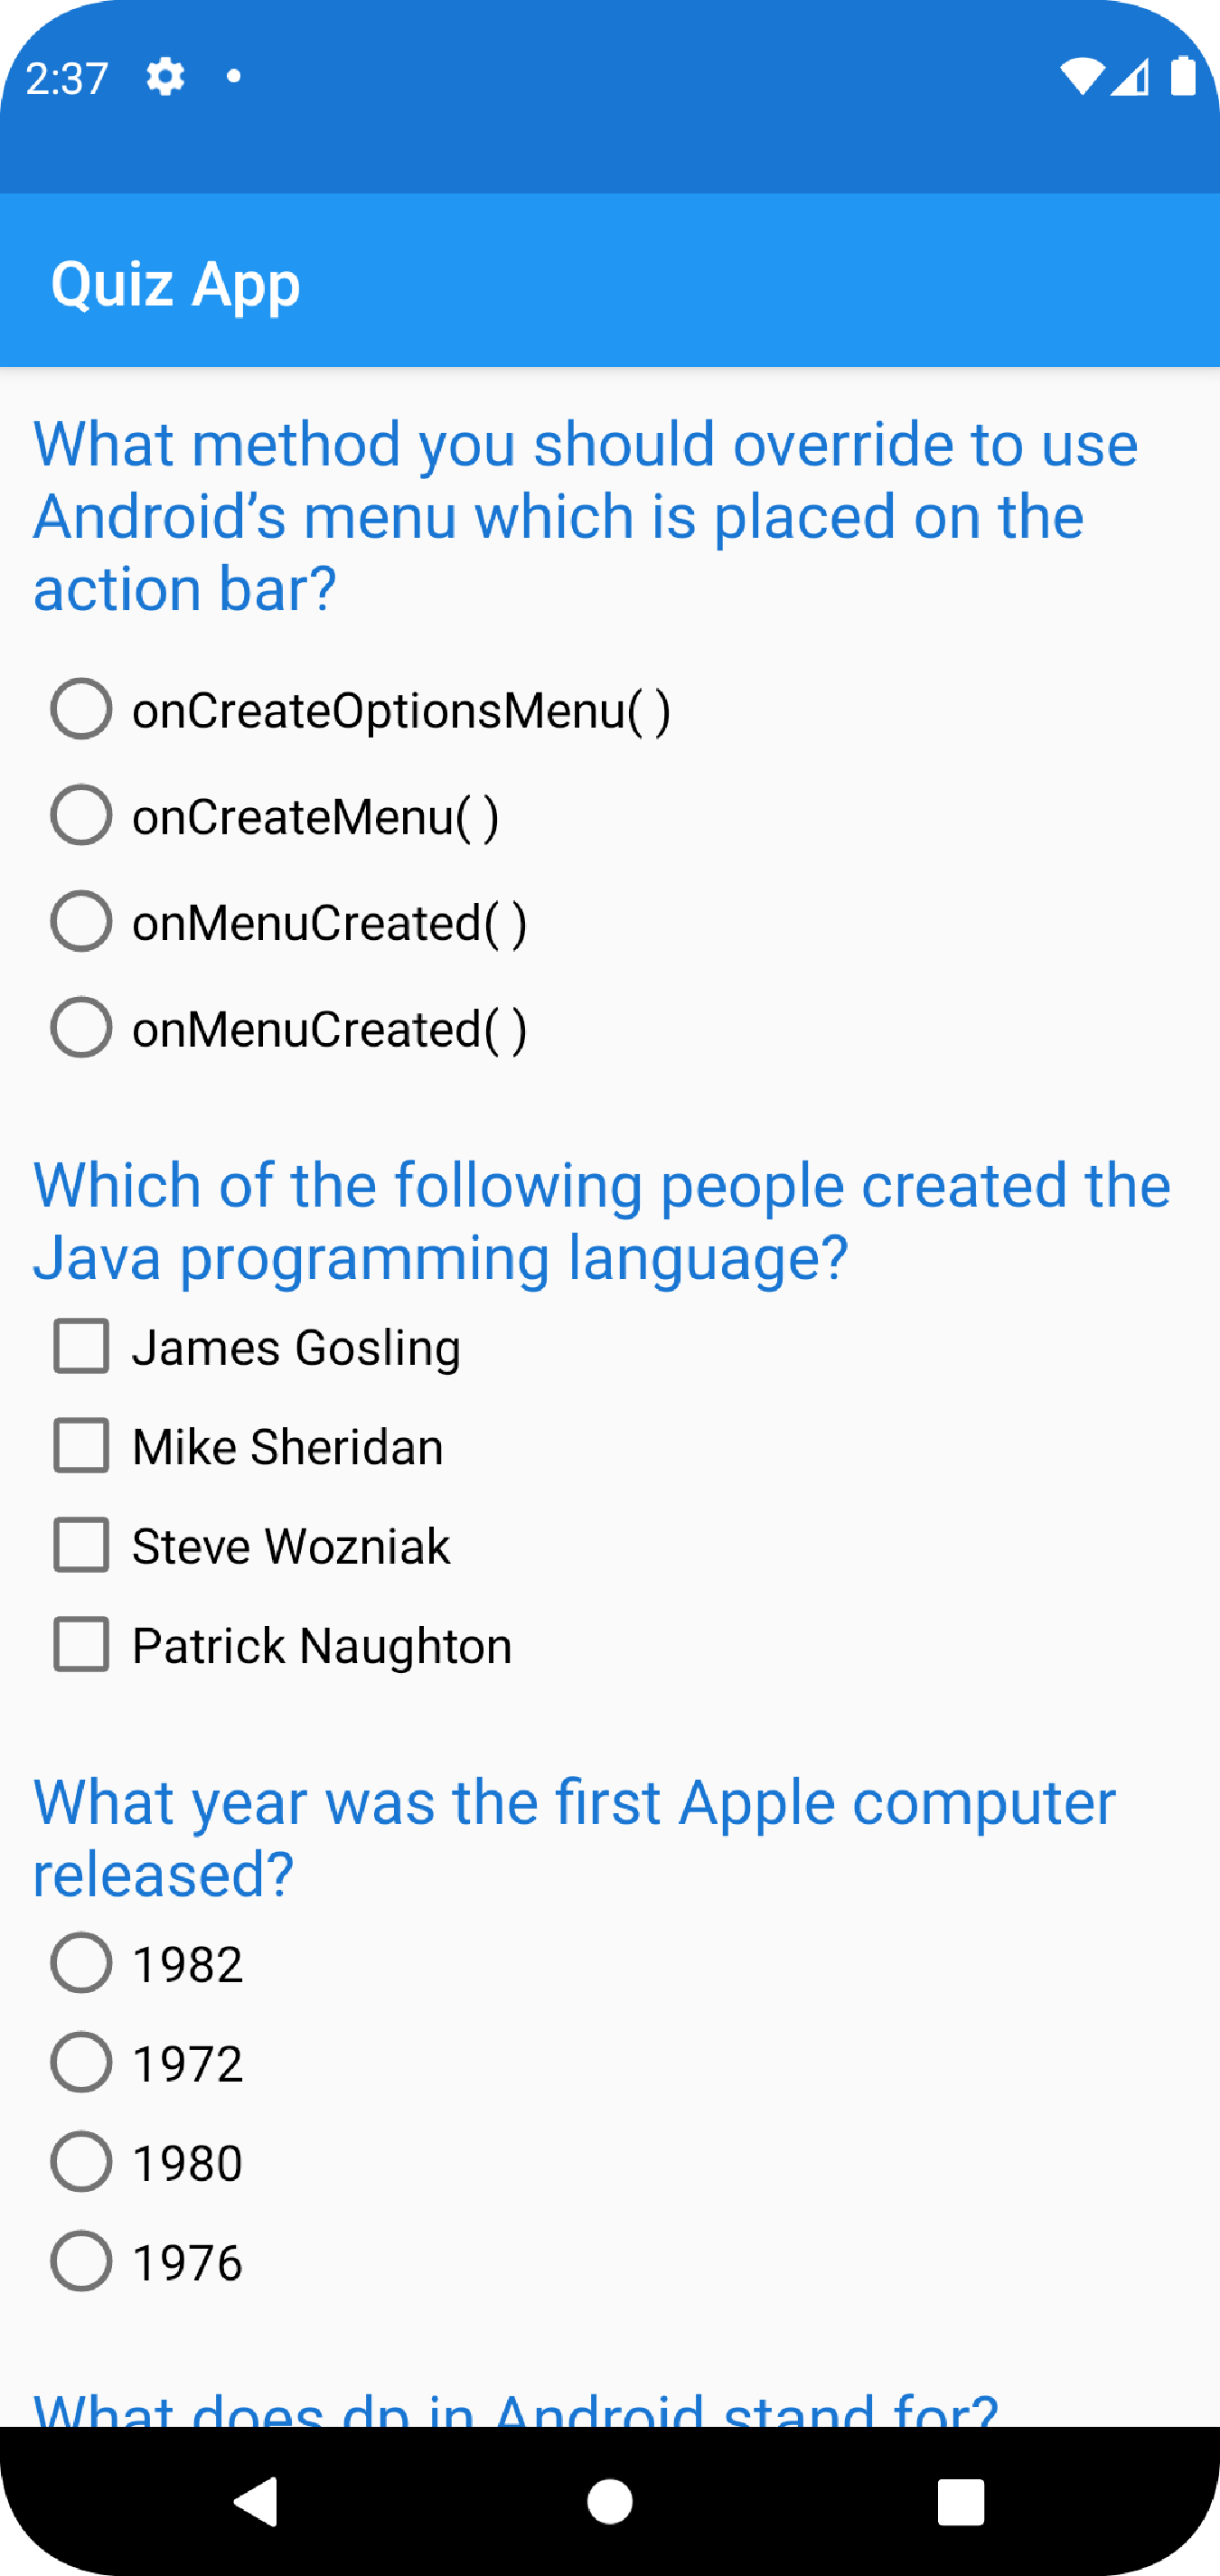 2:37
Quiz App
What method you should override to use
Android’s menu which is placed on the
action bar?
onCreateOptionsMenu( )
onCreateMenu( )
onMenuCreated( )
onMenuCreated( )
Which of the following people created the
Java programming language?
James Gosling
Mike Sheridan
Steve Wozniak
Patrick Naughton
What year was the first Apple computer
released?
1982
1972
1980
1976
What does dp in Android stand for?